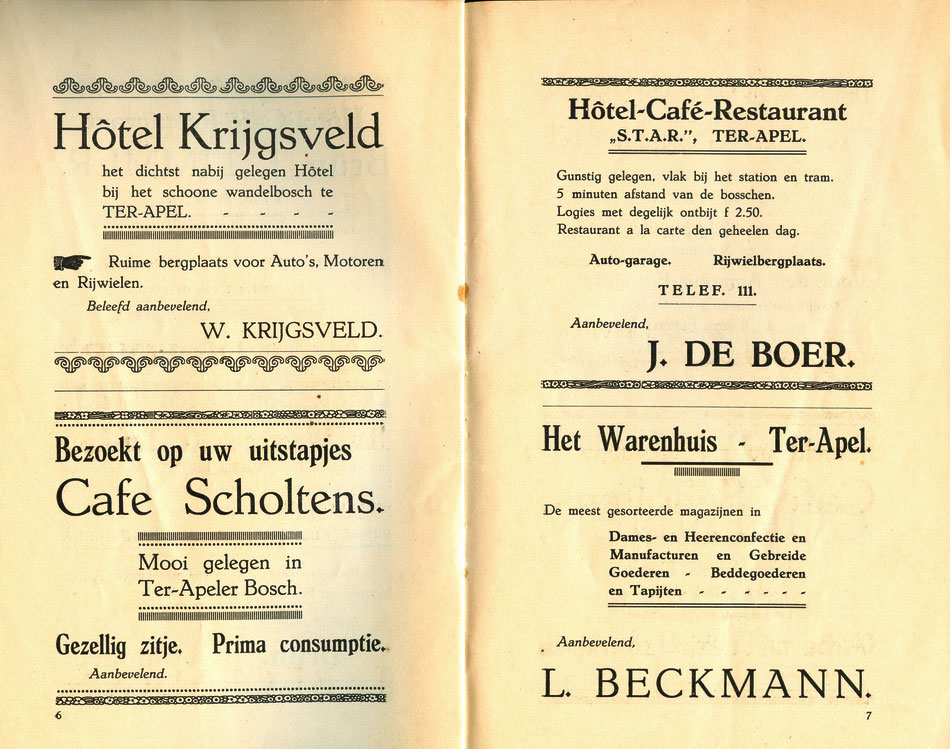 Hôtel Krijgsveld
het dichtst nabij gelegen Hôtel
bij het schoone wandelbosch te
TER-APEL. - - - -
Ruime bergplaats voor Auto's, Motoren
en Rijwielen.
Beleefd aanbevelend,
W. KRIJGSVELD.
Bezoekt op uw uitstapjes
Cafe Scholtens.
Mooi gelegen in
Ter-Apeler Bosch.
Gezellig zitje. Prima consumptie.
Aanbevelend.
6
Hôtel-Café-Restaurant
„S.T.A.R.”, TER-APEL.
Gunstig gelegen, vlak bij het station en tram.
5 minuten afstand van de bosschen.
Logies met degelijk ontbijt f 2.50.
Restaurant a la carte den geheelen dag.
Auto-garage. Rijwielbergplaats.
TELEF. 111.
Aanbevelend,
J. DE BOER.
Het Warenhuis - Ter-Apel.
De meest gesorteerde magazijnen in
Dames- en Heerenconfectie en
Manufacturen en Gebreide
Goederen - Beddegoederen
en Tapijten - - - - - -
Aanbevelend,
L. BECKMANN.
7